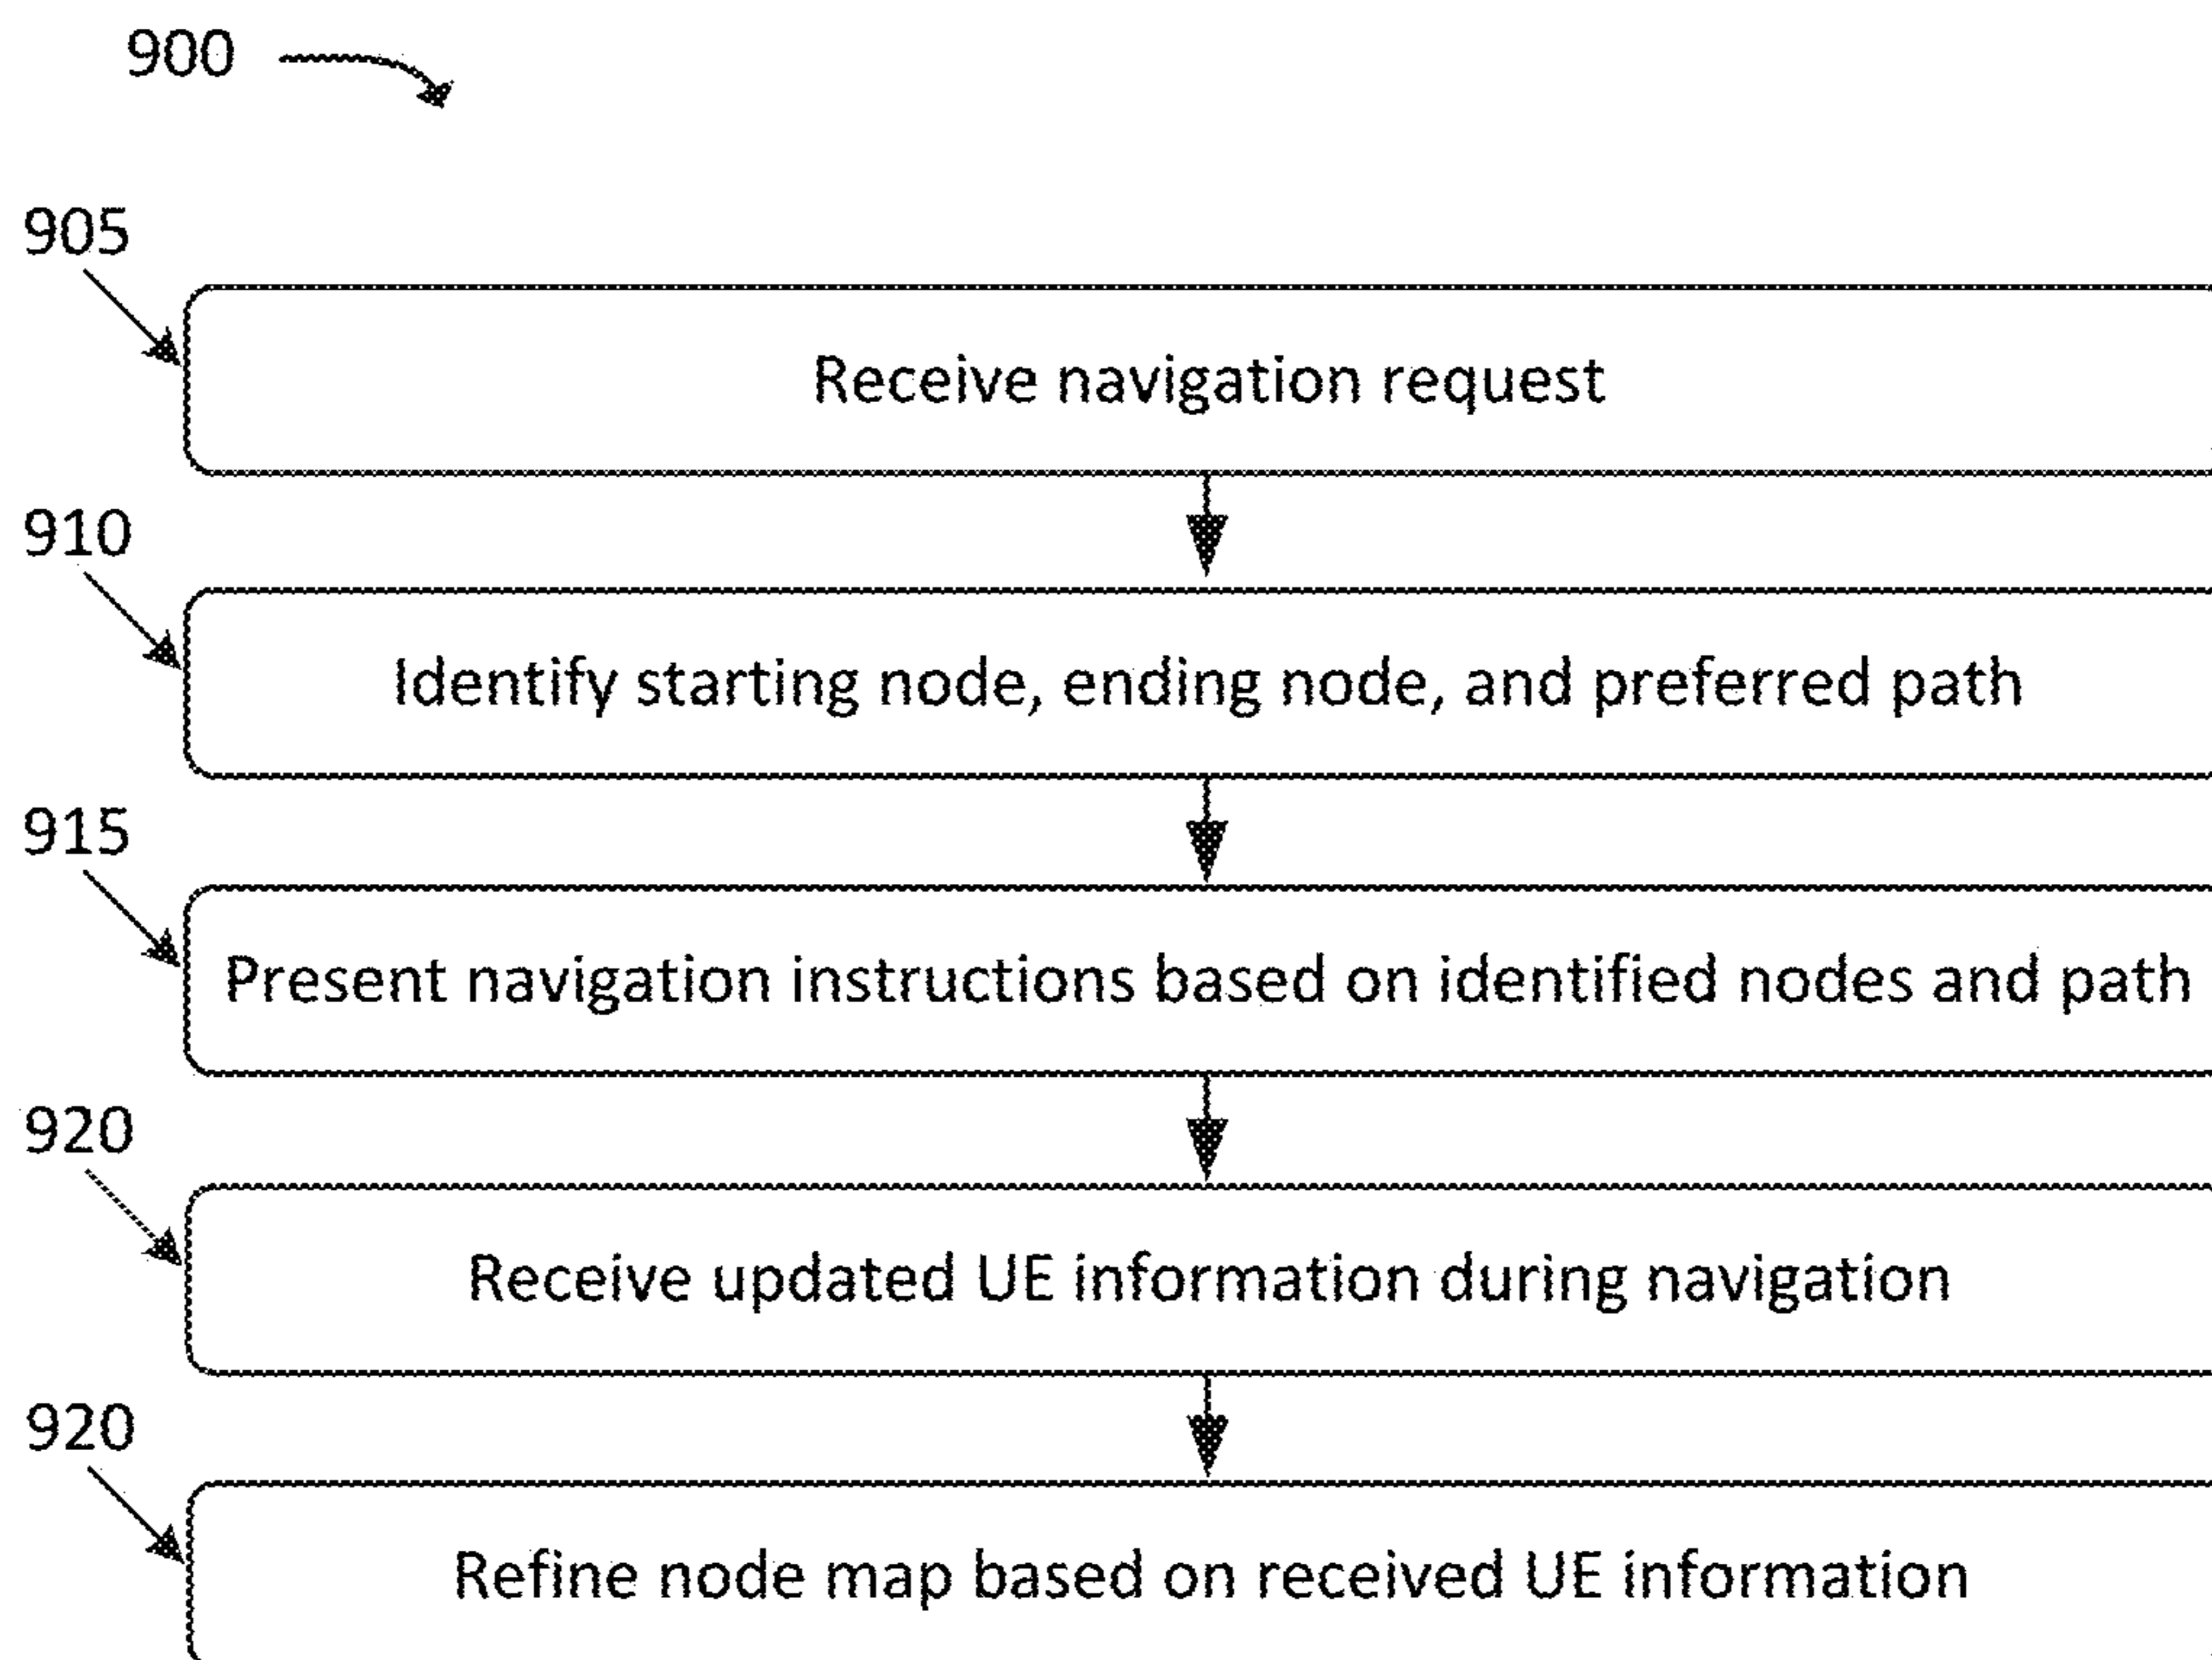 900
905
Receive navigation request
910
Identify starting node, ending node, and preferred path
915
Present navigation instructions based on identified nodes and path
920
Receive updated UE information during navigation
920
Refine node map based on received UE information